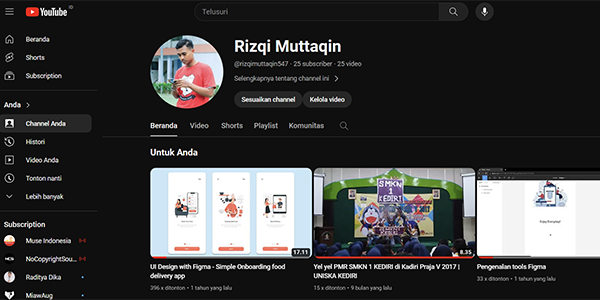 YouTube
ID
Telusuri
Beranda
Shorts
Subscription
Anda
Channel Anda
Histori
Video Anda
Tonton nanti
Lebih banyak
Subscription
Muse Indonesia
NoCopyrightSou...
Raditya Dika
MiawAug
Rizqi Muttaqin
@rizqimuttaqin547 · 25 subscriber · 25 video
Selengkapnya tentang channel ini
Sesuaikan channel
Kelola video
Beranda Video Shorts Playlist Komunitas
Untuk Anda
17.11
UI Design with Figma - Simple Onboarding food
delivery app
396 x ditonton · 1 tahun yang lalu
SMKN
1
KEDIRI
8.35
Yel yel PMR SMKN 1 KEDIRI di Kadiri Praja V 2017 |
UNISKA KEDIRI
15 x ditonton · 9 bulan yang lalu
Pengenalan tools Figma
33 x ditonton · 1 tahun yang lalu